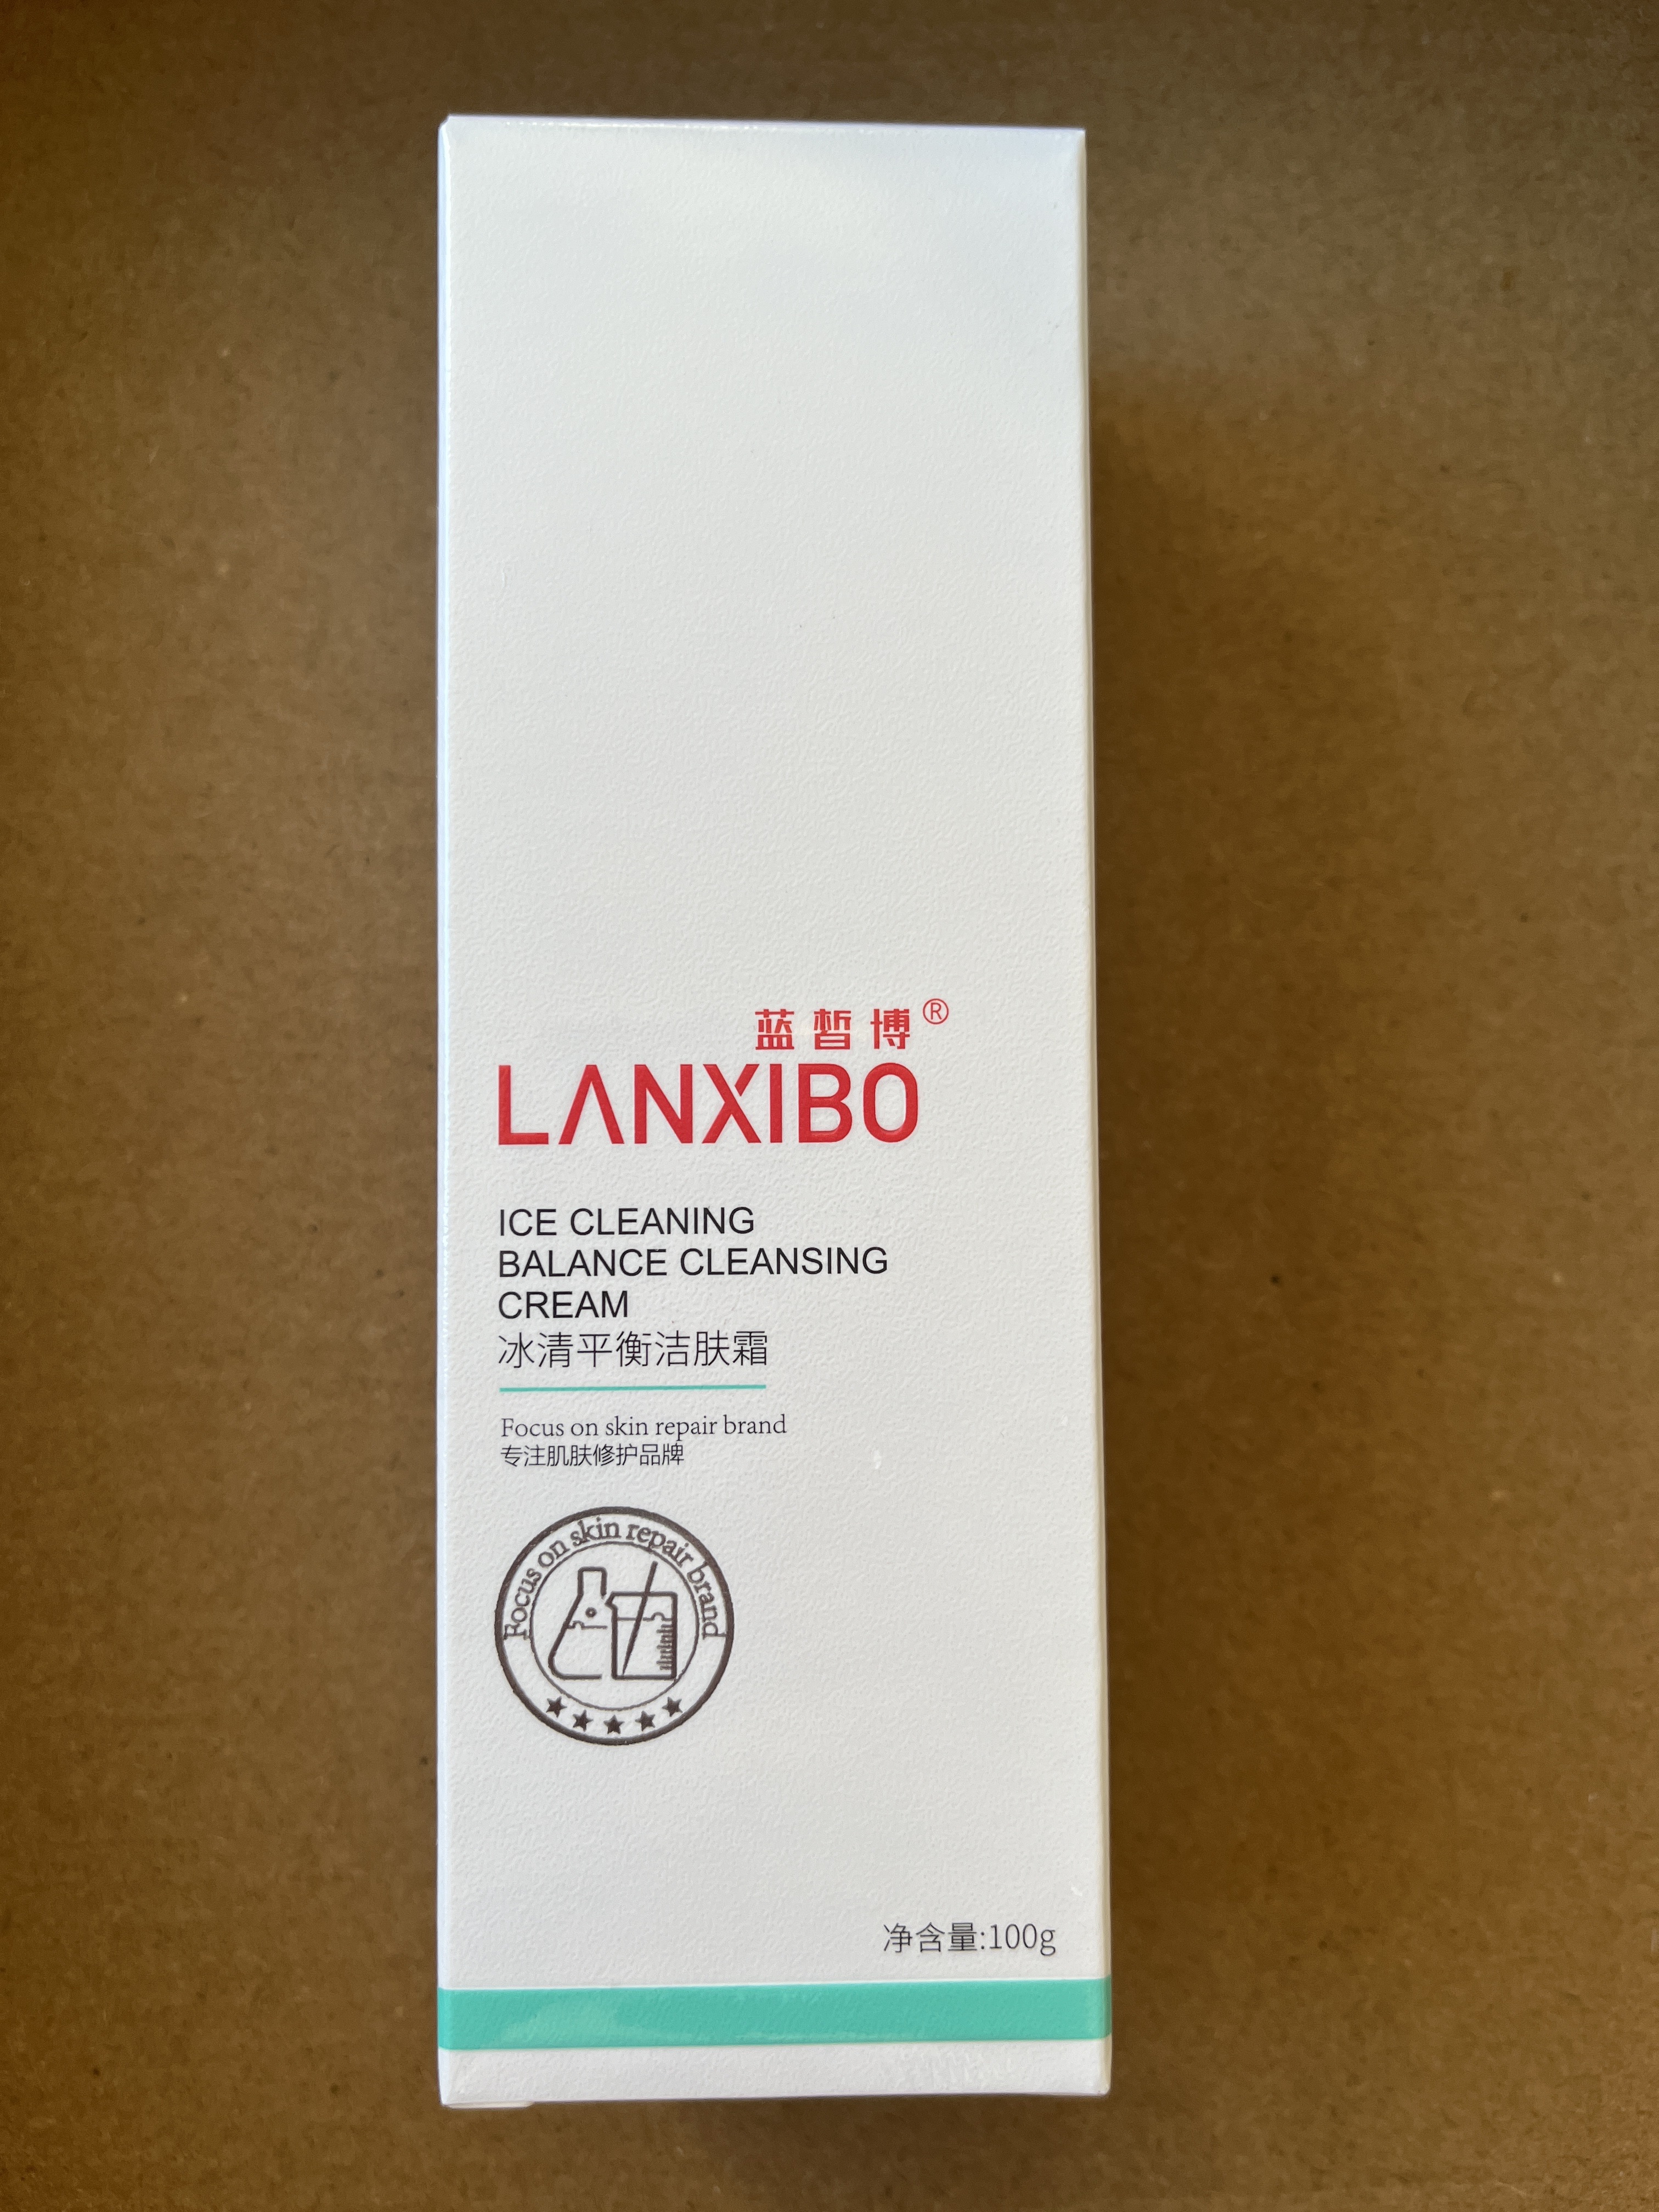 蓝皙博®
LANXIBO
ICE CLEANING
BALANCE CLEANSING
CREAM
冰清平衡洁肤霜
Focus on skin repair brand
专注肌肤修护品牌
Focus on skin repair brand
净含量:100g